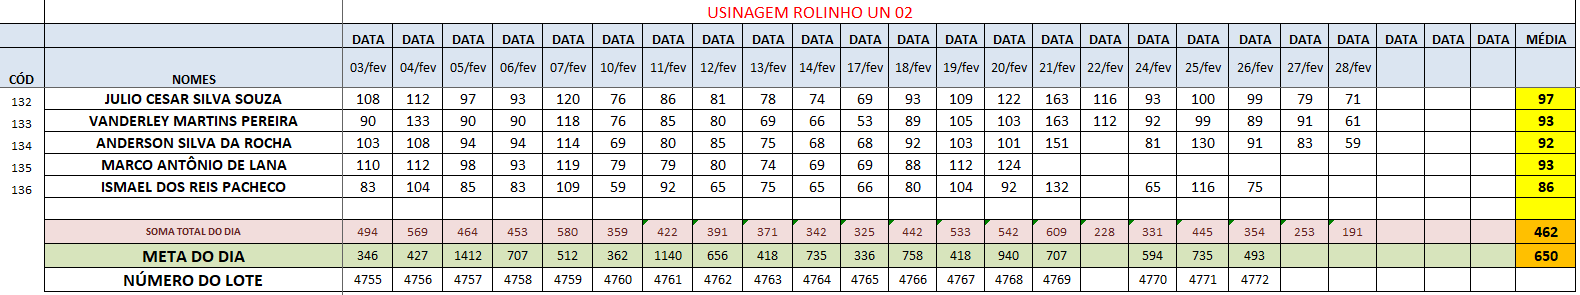 USINAGEM ROLINHO UN 02
DATA DATA DATA DATA DATA DATA DATA DATA DATA DATA DATA DATA DATA DATA DATA DATA DATA DATA DATA DATA DATA DATA DATA DATA MÉDIA
CÓD NOMES 03/fev 04/fev 05/fev 06/fev 07/fev 10/fev 11/fev 12/fev 13/fev 14/fev 17/fev 18/fev 19/fev 20/fev 21/fev 22/fev 24/fev 25/fev 26/fev 27/fev 28/fev
132 JULIO CESAR SILVA SOUZA 108 112 97 93 120 76 86 81 78 74 69 93 109 122 163 116 93 100 99 79 71 97
133 VANDERLEY MARTINS PEREIRA 90 133 90 90 118 76 85 80 69 66 53 89 105 103 163 112 92 99 89 91 61 93
134 ANDERSON SILVA DA ROCHA 103 108 94 94 114 69 80 85 75 68 68 92 103 101 151 81 130 91 83 59 92
135 MARCO ANTÔNIO DE LANA 110 112 98 93 119 79 79 80 74 69 69 88 112 124 93
136 ISMAEL DOS REIS PACHECO 83 104 85 83 109 59 92 65 75 65 66 80 104 92 132 65 116 75 86
SOMA TOTAL DO DIA 494 569 464 453 580 359 422 391 371 342 325 442 533 542 609 228 331 445 354 253 191 462
META DO DIA 346 427 1412 707 512 362 1140 656 418 735 336 758 418 940 707 594 735 493 650
NÚMERO DO LOTE 4755 4756 4757 4758 4759 4760 4761 4762 4763 4764 4765 4766 4767 4768 4769 4770 4771 4772